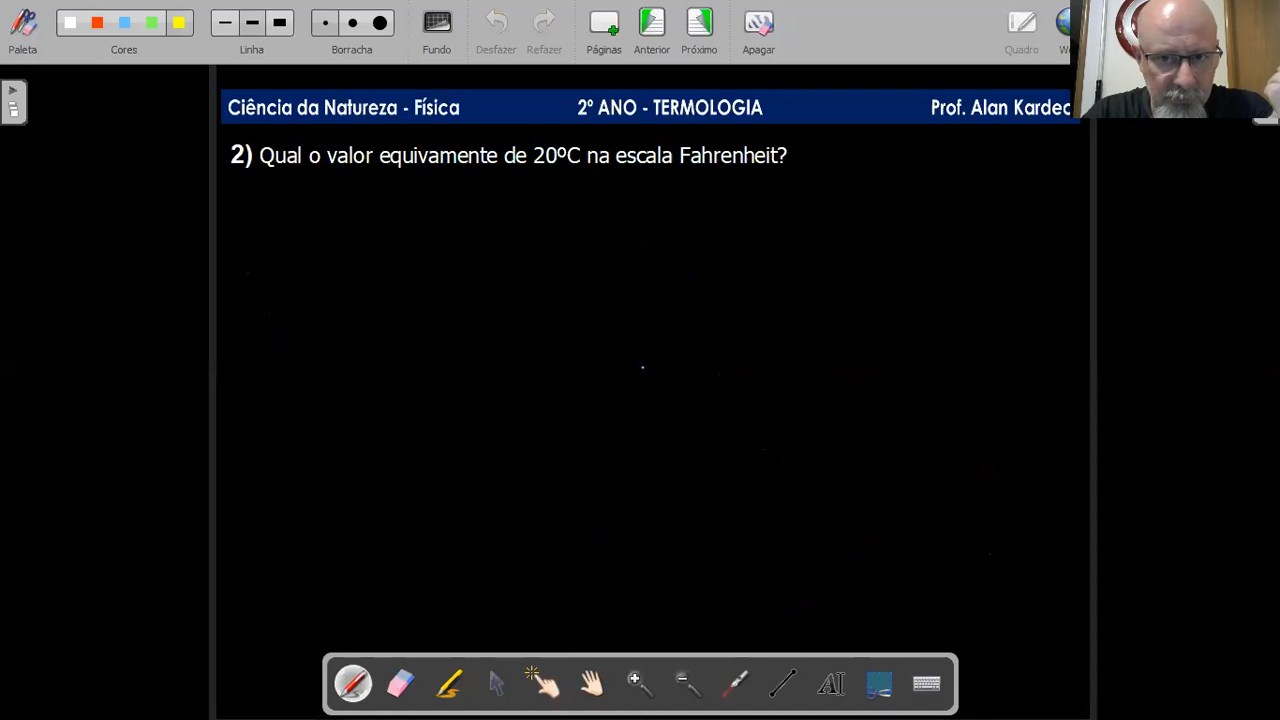 Paleta
Cores
Linha
Borracha
Fundo
Desfazer
Refazer
Páginas
Anterior
Próximo
Apagar
Quadro
Ciência da Natureza - Física 2º ANO - TERMOLOGIA Prof. Alan Kardec
2) Qual o valor equivamente de 20ºC na escala Fahrenheit?
AI